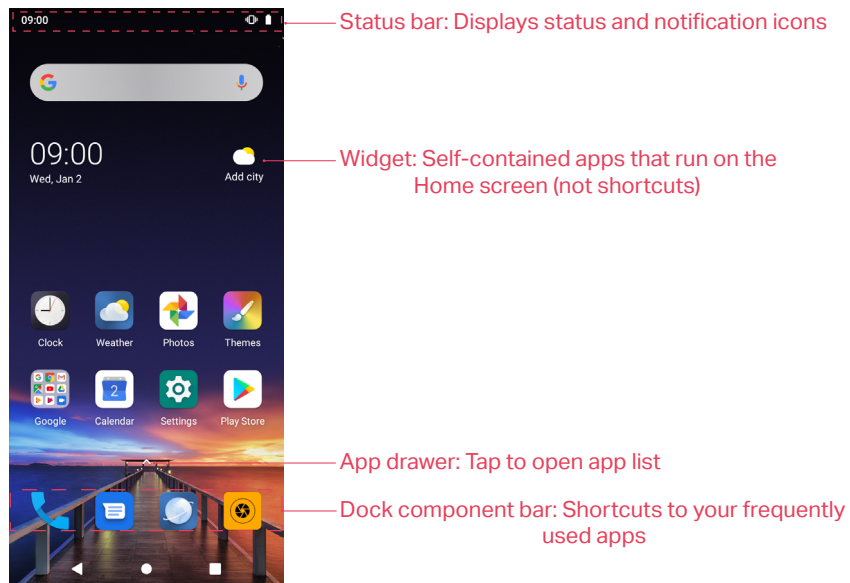 09:00
Status bar: Displays status and notification icons
09:00
Wed, Jan 2
Add city
Widget: Self-contained apps that run on the
Home screen (not shortcuts)
Clock Weather Photos Themes
2
Google Calendar Settings Play Store
App drawer: Tap to open app list
Dock component bar: Shortcuts to your frequently
used apps